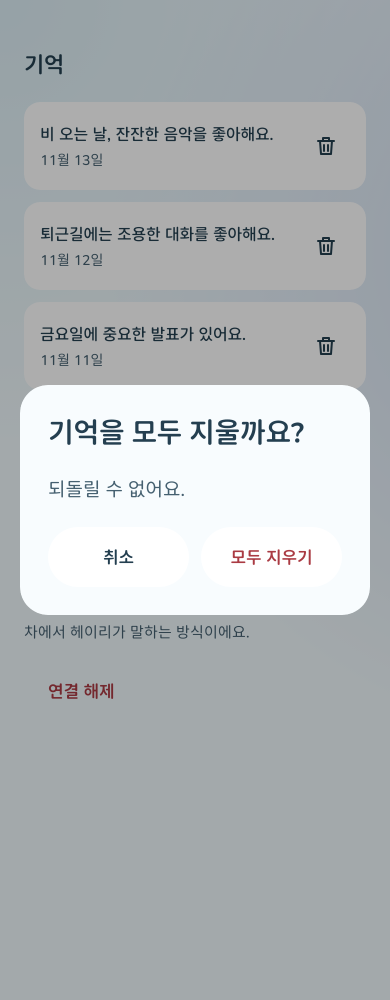 기억
비 오는 날, 잔잔한 음악을 좋아해요.
11월 13일
퇴근길에는 조용한 대화를 좋아해요.
11월 12일
금요일에 중요한 발표가 있어요.
11월 11일
기억을 모두 지울까요?
되돌릴 수 없어요.
취소
모두 지우기
차에서 헤이리가 말하는 방식이에요.
연결 해제